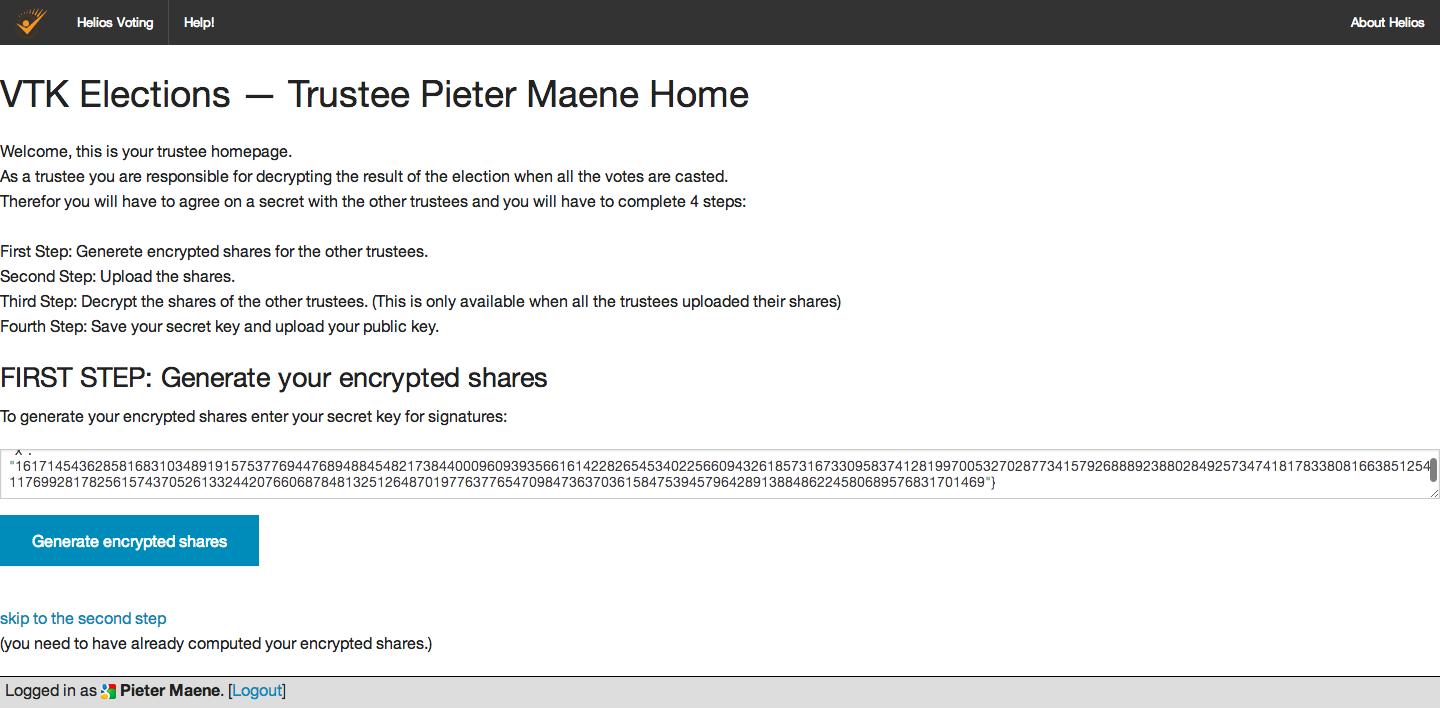 Helios Voting
Help!
About Helios
VTK Elections — Trustee Pieter Maene Home
Welcome, this is your trustee homepage.
As a trustee you are responsible for decrypting the result of the election when all the votes are casted.
Therefor you will have to agree on a secret with the other trustees and you will have to complete 4 steps:
First Step: Generete encrypted shares for the other trustees.
Second Step: Upload the shares.
Third Step: Decrypt the shares of the other trustees. (This is only available when all the trustees uploaded their shares)
Fourth Step: Save your secret key and upload your public key.
FIRST STEP: Generate your encrypted shares
To generate your encrypted shares enter your secret key for signatures:
"x":
"161714543628581683103489191575377694476894884548217384400096093935661614228265453402256609432618573167330958374128199700532702877341579268889238802849257347418178338081663851254
117699281782561574370526133244207660687848132512648701977637765470984736370361584753945796428913884862245806895768317014​69"}
Generate encrypted shares
skip to the second step
(you need to have already computed your encrypted shares.)
Logged in as Pieter Maene. [Logout]